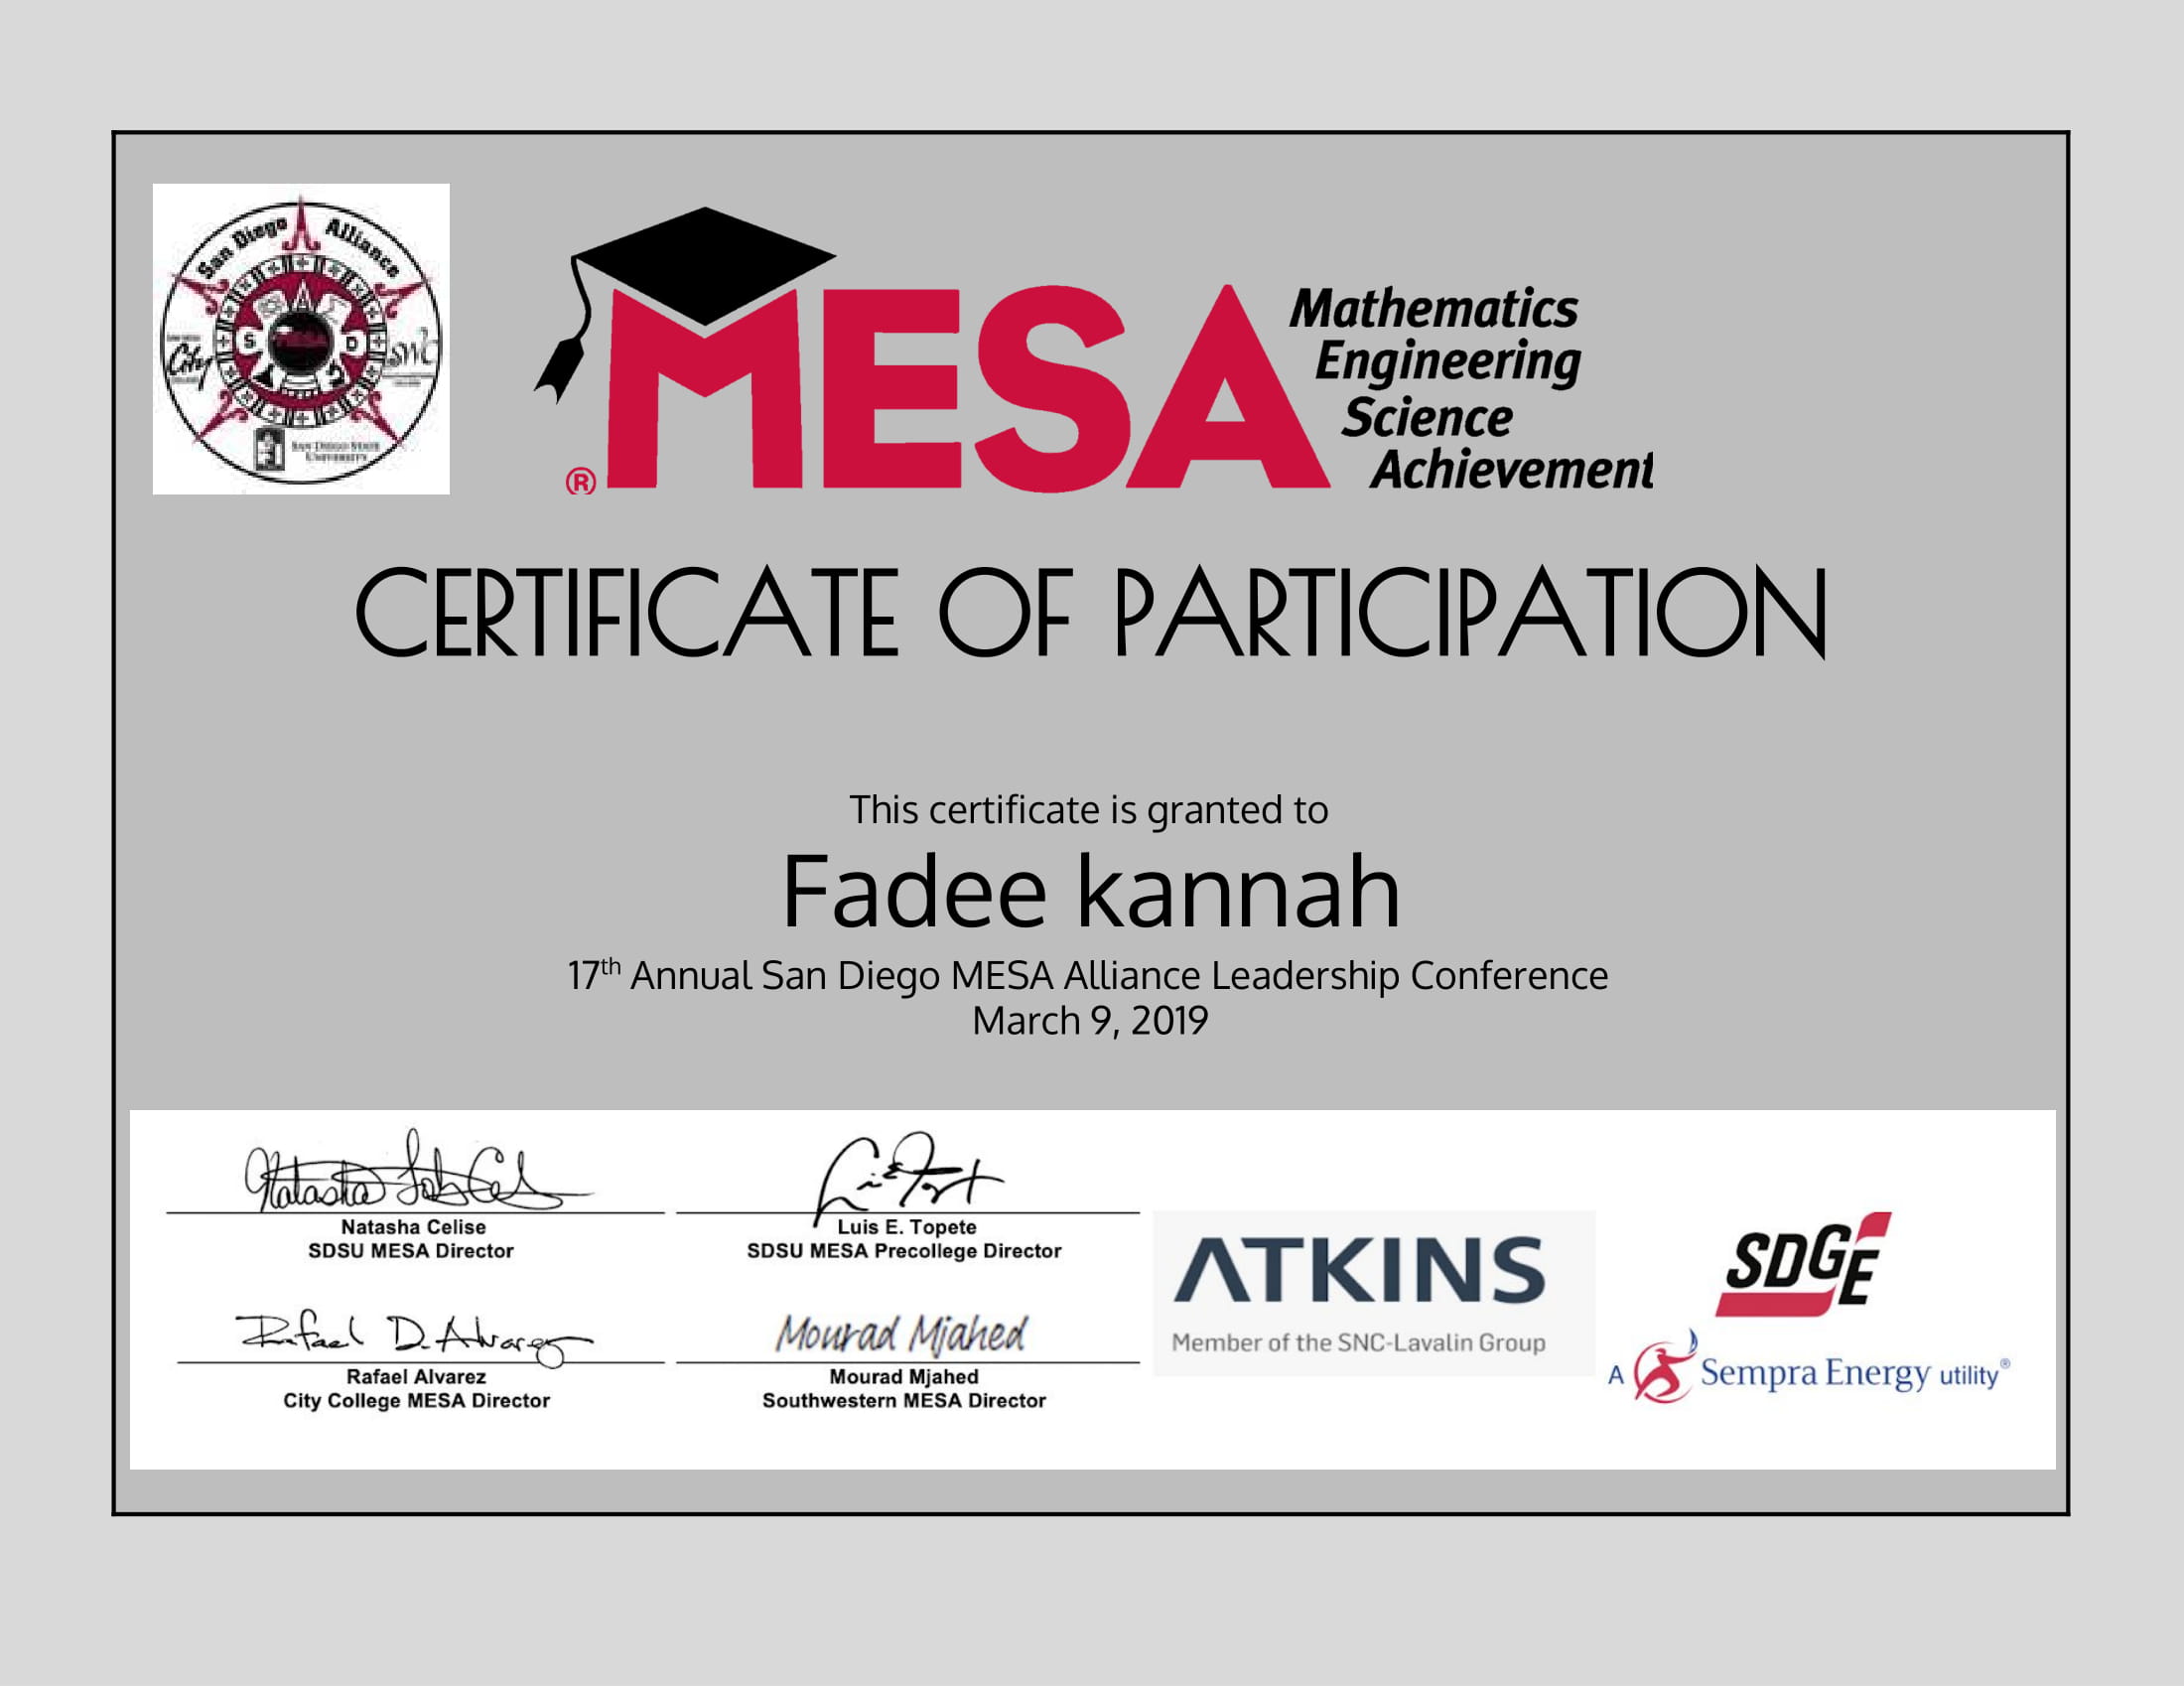 San Diego Alliance
City
SWC
S D
MESA
SAN DIEGO STATE
UNIVERSITY
® MESA
Mathematics
Engineering
Science
Achievement
CERTIFICATE OF PARTICIPATION
This certificate is granted to
Fadee kannah
17th Annual San Diego MESA Alliance Leadership Conference
March 9, 2019
Natasha Celise
SDSU MESA Director
Luis E. Topete
SDSU MESA Precollege Director
Rafael D. Alvarez
Rafael Alvarez
City College MESA Director
Mourad Mjahed
Mourad Mjahed
Southwestern MESA Director
ATKINS
Member of the SNC-Lavalin Group
SDGE
A Sempra Energy utility®